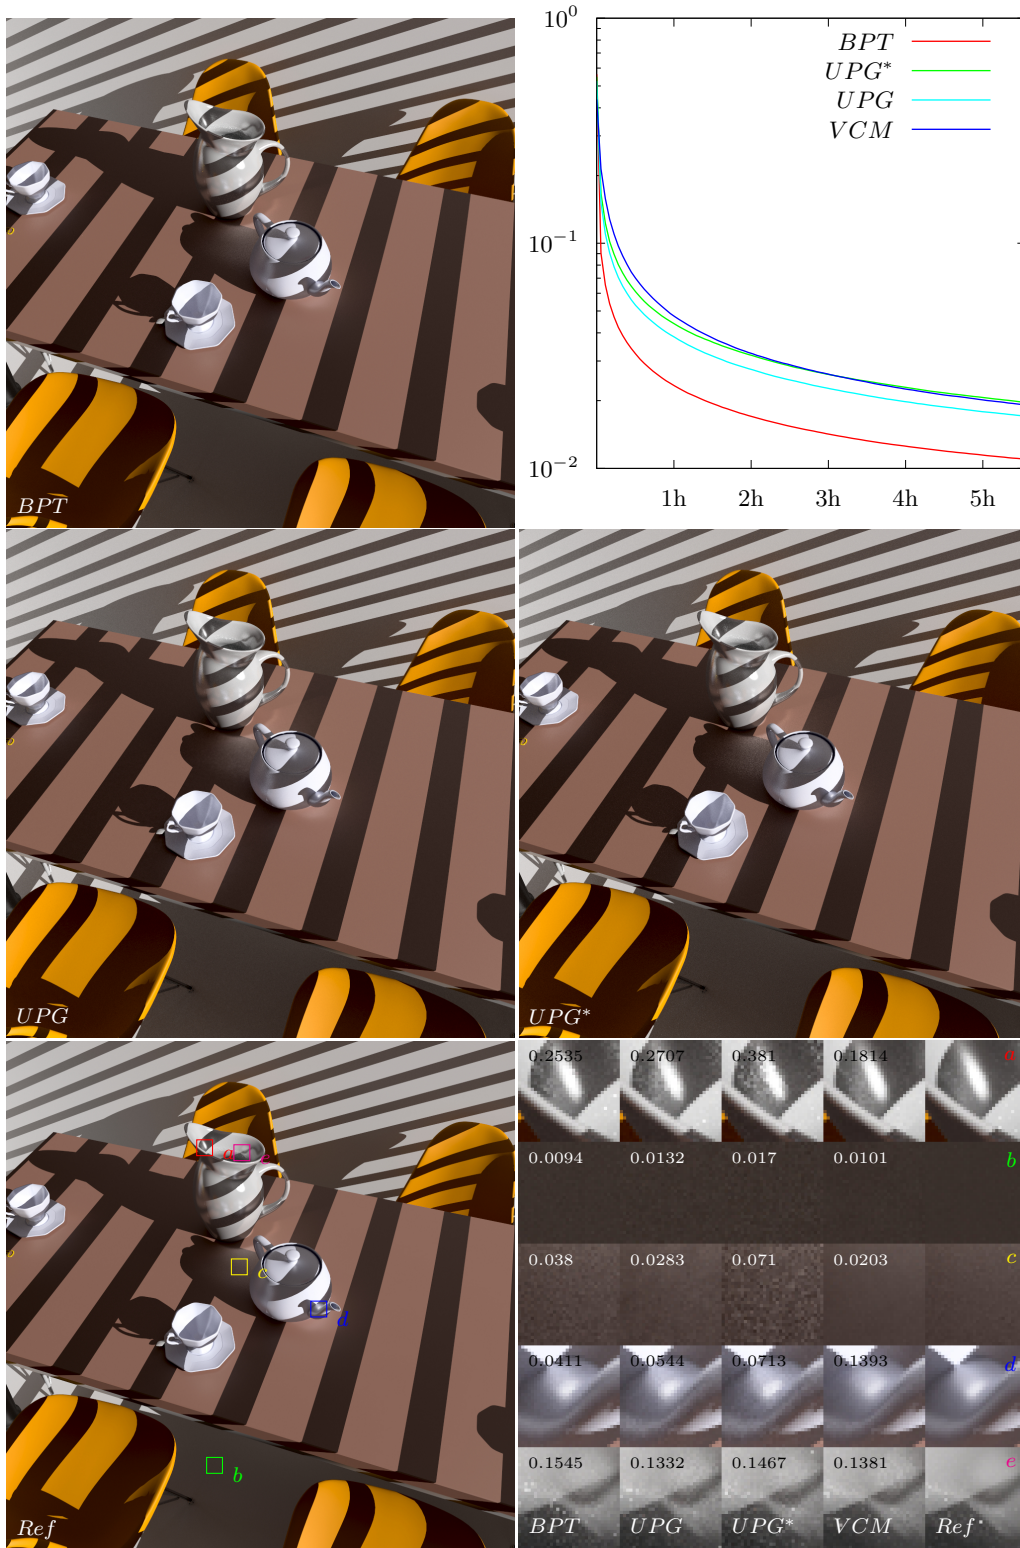 BPT
10⁰
10⁻¹
10⁻²
BPT
UPG*
UPG
VCM
1h 2h 3h 4h 5h
UPG
UPG*
Ref
a
e
c
d
b
0.2535 0.2707 0.381 0.1814 a
0.0094 0.0132 0.017 0.0101 b
0.038 0.0283 0.071 0.0203 c
0.0411 0.0544 0.0713 0.1393 d
0.1545 0.1332 0.1467 0.1381 e
BPT UPG UPG* VCM Ref